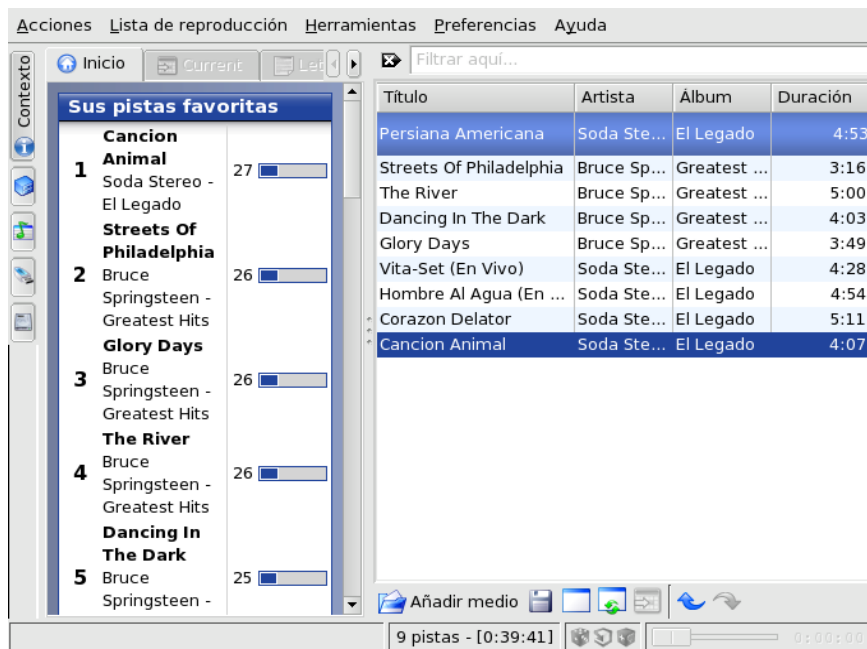 Acciones Lista de reproducción Herramientas Preferencias Ayuda
Contexto
Inicio Current Let
Filtrar aquí...
Sus pistas favoritas
1 Cancion Animal
Soda Stereo -
El Legado
27
2 Streets Of
Philadelphia
Bruce
Springsteen -
Greatest Hits
26
3 Glory Days
Bruce
Springsteen -
Greatest Hits
26
4 The River
Bruce
Springsteen -
Greatest Hits
26
5 Dancing In
The Dark
Bruce
Springsteen -
25
Título Artista Álbum Duración
Persiana Americana Soda Ste... El Legado 4:53
Streets Of Philadelphia Bruce Sp... Greatest ... 3:16
The River Bruce Sp... Greatest ... 5:00
Dancing In The Dark Bruce Sp... Greatest ... 4:03
Glory Days Bruce Sp... Greatest ... 3:49
Vita-Set (En Vivo) Soda Ste... El Legado 4:28
Hombre Al Agua (En ... Soda Ste... El Legado 4:54
Corazon Delator Soda Ste... El Legado 5:11
Cancion Animal Soda Ste... El Legado 4:07
Añadir medio
9 pistas - [0:39:41] 0:00:00